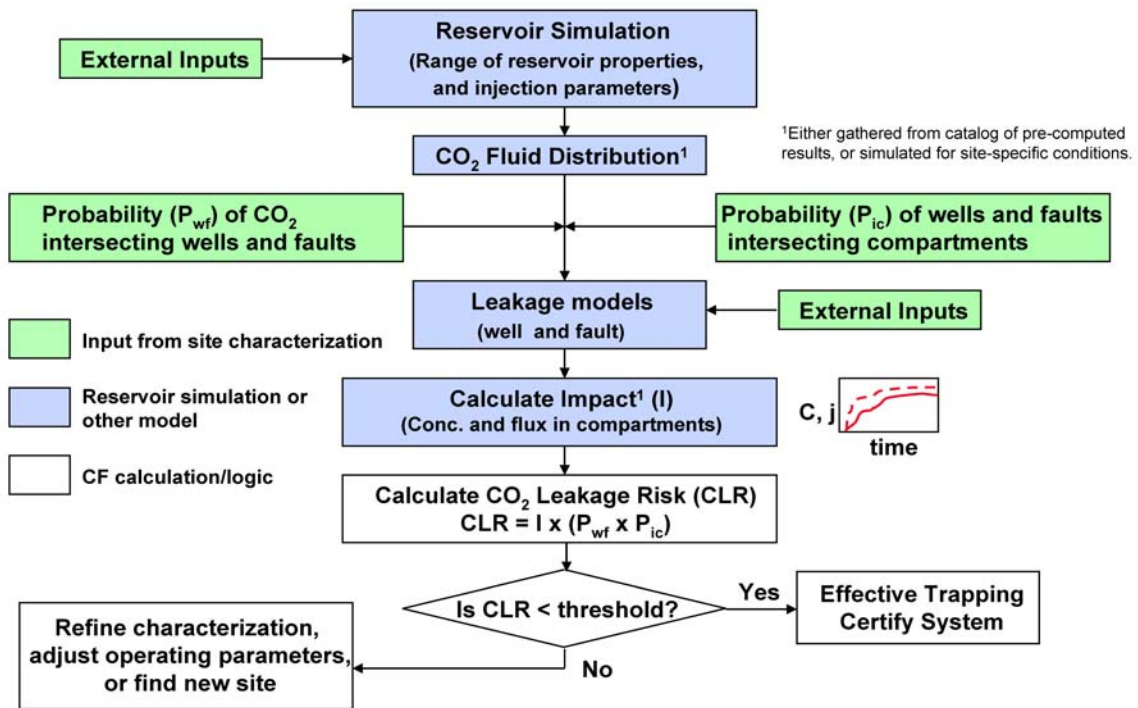 Reservoir Simulation
(Range of reservoir properties,
and injection parameters)
External Inputs
¹Either gathered from catalog of pre-computed
results, or simulated for site-specific conditions.
CO₂ Fluid Distribution¹
Probability (P_wf) of CO₂
intersecting wells and faults
Probability (P_ic) of wells and faults
intersecting compartments
Leakage models
(well and fault)
External Inputs
Input from site characterization
Reservoir simulation or
other model
CF calculation/logic
Calculate Impact¹ (I)
(Conc. and flux in compartments)
C, j
time
Calculate CO₂ Leakage Risk (CLR)
CLR = I x (P_wf x P_ic)
Is CLR < threshold?
Yes
Effective Trapping
Certify System
No
Refine characterization,
adjust operating parameters,
or find new site